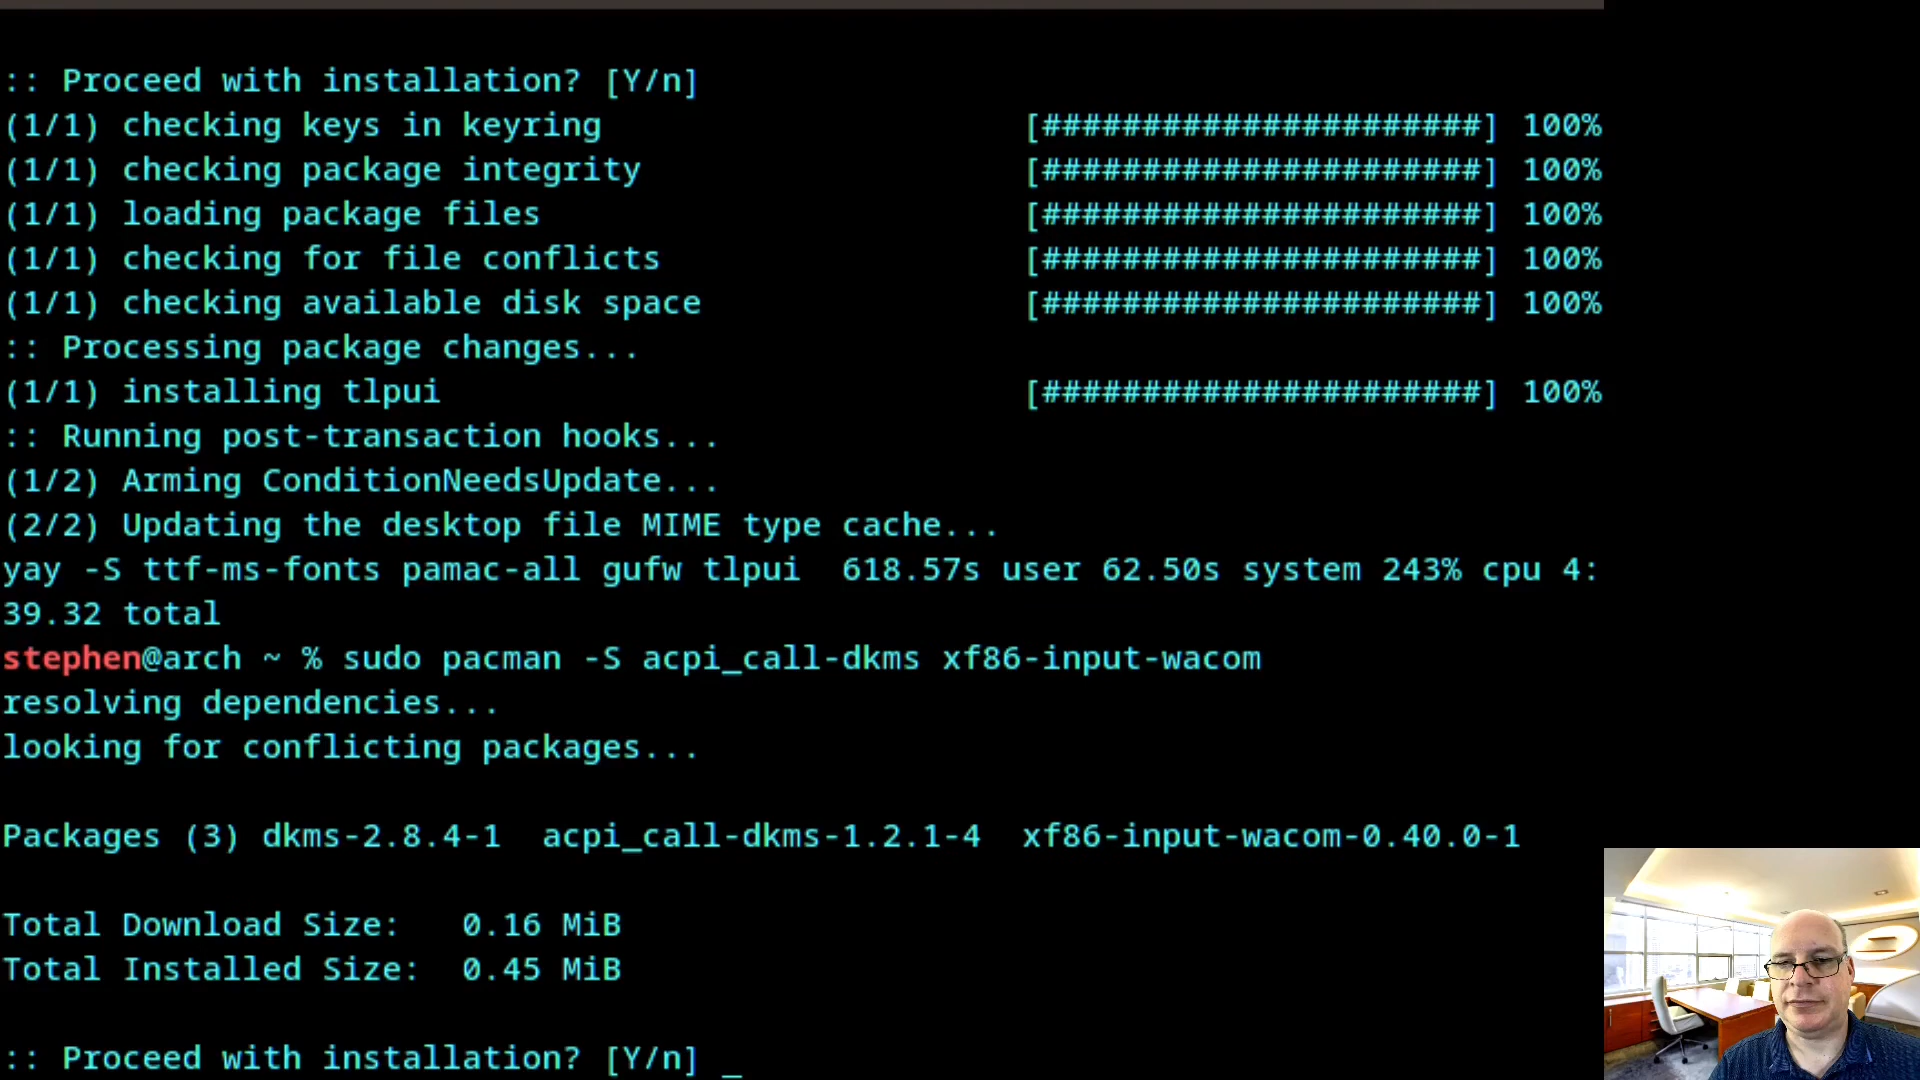 :: Proceed with installation? [Y/n]
(1/1) checking keys in keyring [######################] 100%
(1/1) checking package integrity [######################] 100%
(1/1) loading package files [######################] 100%
(1/1) checking for file conflicts [######################] 100%
(1/1) checking available disk space [######################] 100%
:: Processing package changes...
(1/1) installing tlpui [######################] 100%
:: Running post-transaction hooks...
(1/2) Arming ConditionNeedsUpdate...
(2/2) Updating the desktop file MIME type cache...
yay -S ttf-ms-fonts pamac-all gufw tlpui  618.57s user 62.50s system 243% cpu 4:
39.32 total
stephen@arch ~ % sudo pacman -S acpi_call-dkms xf86-input-wacom
resolving dependencies...
looking for conflicting packages...
Packages (3) dkms-2.8.4-1  acpi_call-dkms-1.2.1-4  xf86-input-wacom-0.40.0-1
Total Download Size:   0.16 MiB
Total Installed Size:  0.45 MiB
:: Proceed with installation? [Y/n] _